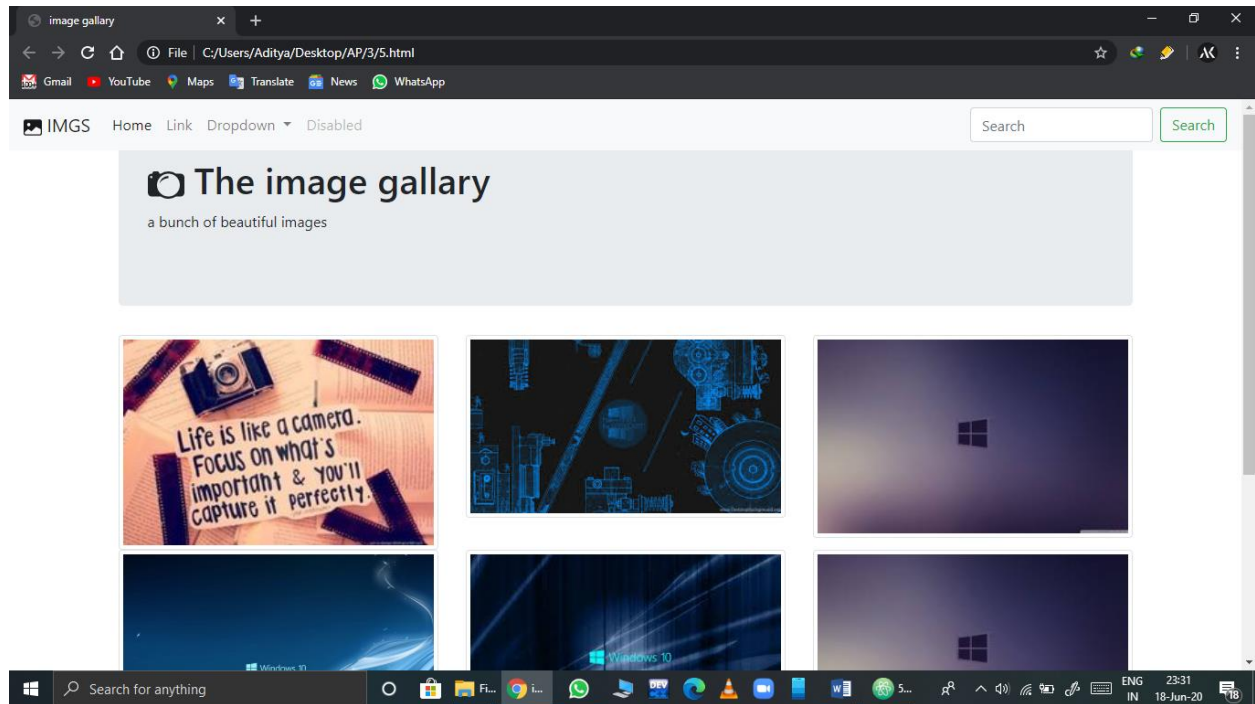 image gallary
File | C:/Users/Aditya/Desktop/AP/3/5.html
Gmail YouTube Maps Translate News WhatsApp
IMGS Home Link Dropdown Disabled Search Search
The image gallary
a bunch of beautiful images
Life is like a camera.
Focus on what's
important & you'll
capture it perfectly.
Windows 10
Windows 10
Search for anything
DEV
Fi...
i...
5...
ENG
IN
23:31
18-Jun-20
18